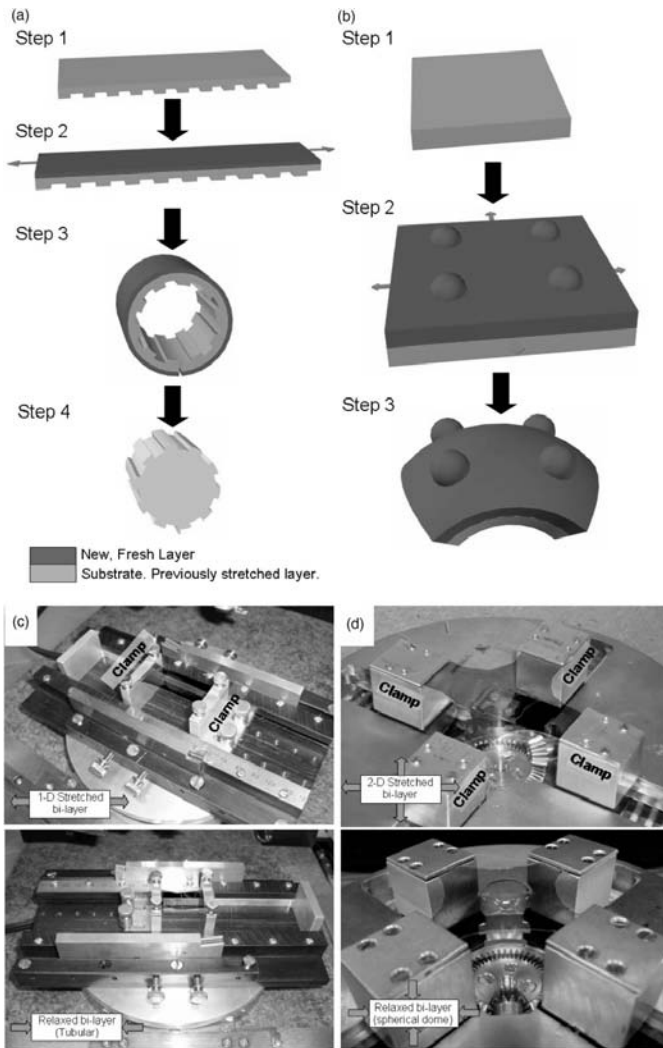 (a)
Step 1
Step 2
Step 3
Step 4
New, Fresh Layer
Substrate. Previously stretched layer.
(b)
Step 1
Step 2
Step 3
(c)
Clamp
Clamp
1-D Stretched
bi-layer
Relaxed bi-layer
(Tubular)
(d)
Clamp
Clamp
Clamp
Clamp
2-D Stretched
bi-layer
Relaxed bi-layer
(spherical dome)